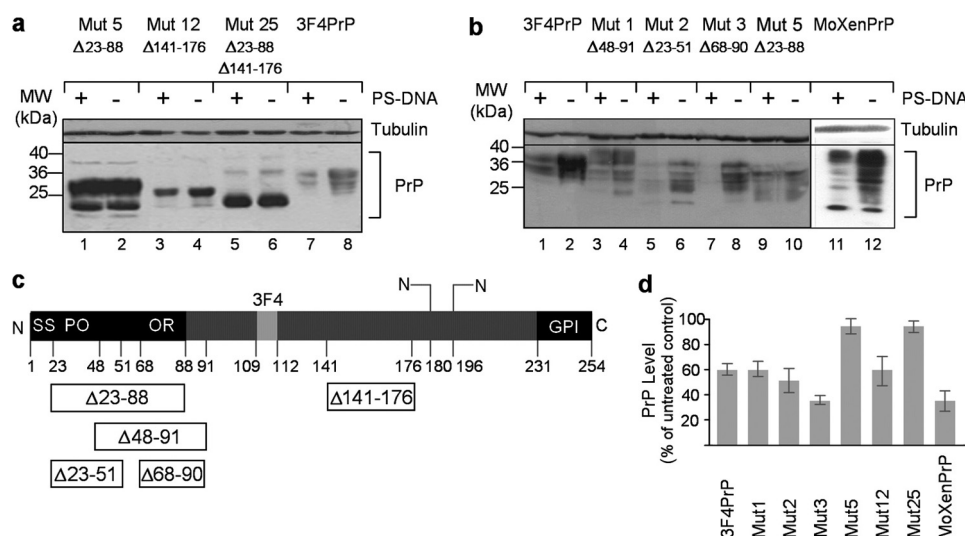 a
Mut 5 Mut 12 Mut 25 3F4PrP
Δ23-88 Δ141-176 Δ23-88
Δ141-176
MW + - + - + - + - PS-DNA
(kDa)
Tubulin
40
36
25
PrP
1 2 3 4 5 6 7 8
b
3F4PrP Mut 1 Mut 2 Mut 3 Mut 5 MoXenPrP
Δ48-91 Δ23-51 Δ68-90 Δ23-88
MW + - + - + - + - + - + - PS-DNA
(kDa)
Tubulin
40
36
25
PrP
1 2 3 4 5 6 7 8 9 10 11 12
c
3F4 N N
N SS PO OR GPI C
1 23 48 51 68 88 91 109 112 141 176 180 196 231 254
Δ23-88 Δ141-176
Δ48-91
Δ23-51 Δ68-90
d
PrP Level
(% of untreated control)
100
80
60
40
20
3F4PrP
Mut1
Mut2
Mut3
Mut5
Mut12
Mut25
MoXenPrP